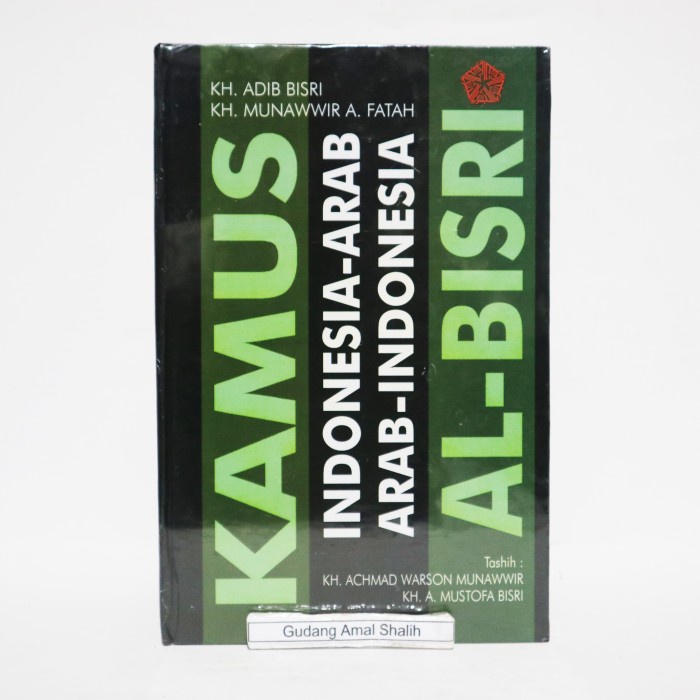 KH. ADIB BISRI
KH. MUNAWWIR A. FATAH
KAMUS
INDONESIA-ARAB
ARAB-INDONESIA
AL-BISRI
Tashih :
KH. ACHMAD WARSON MUNAWWIR
KH. A. MUSTOFA BISRI
Gudang Amal Shalih